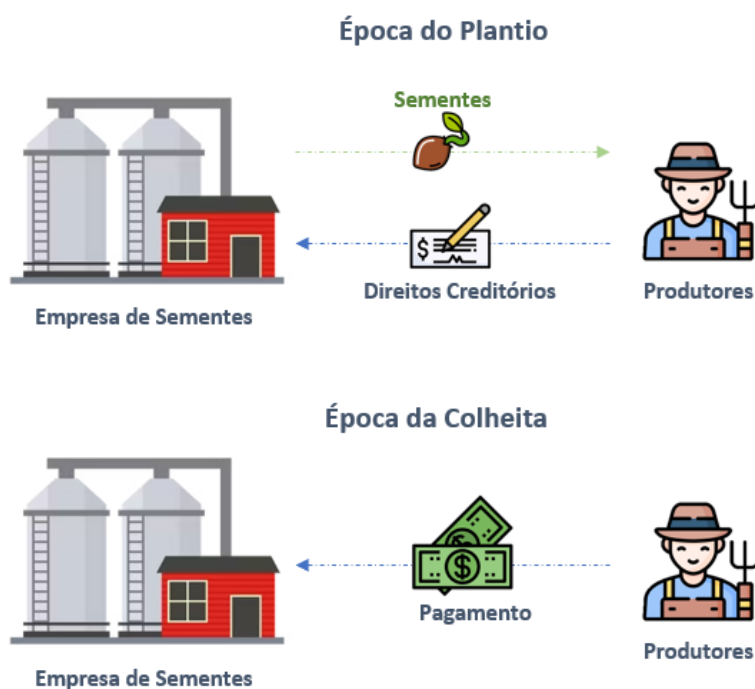 Época do Plantio
Sementes
Direitos Creditórios
Empresa de Sementes
Produtores
Época da Colheita
Pagamento
Empresa de Sementes
Produtores